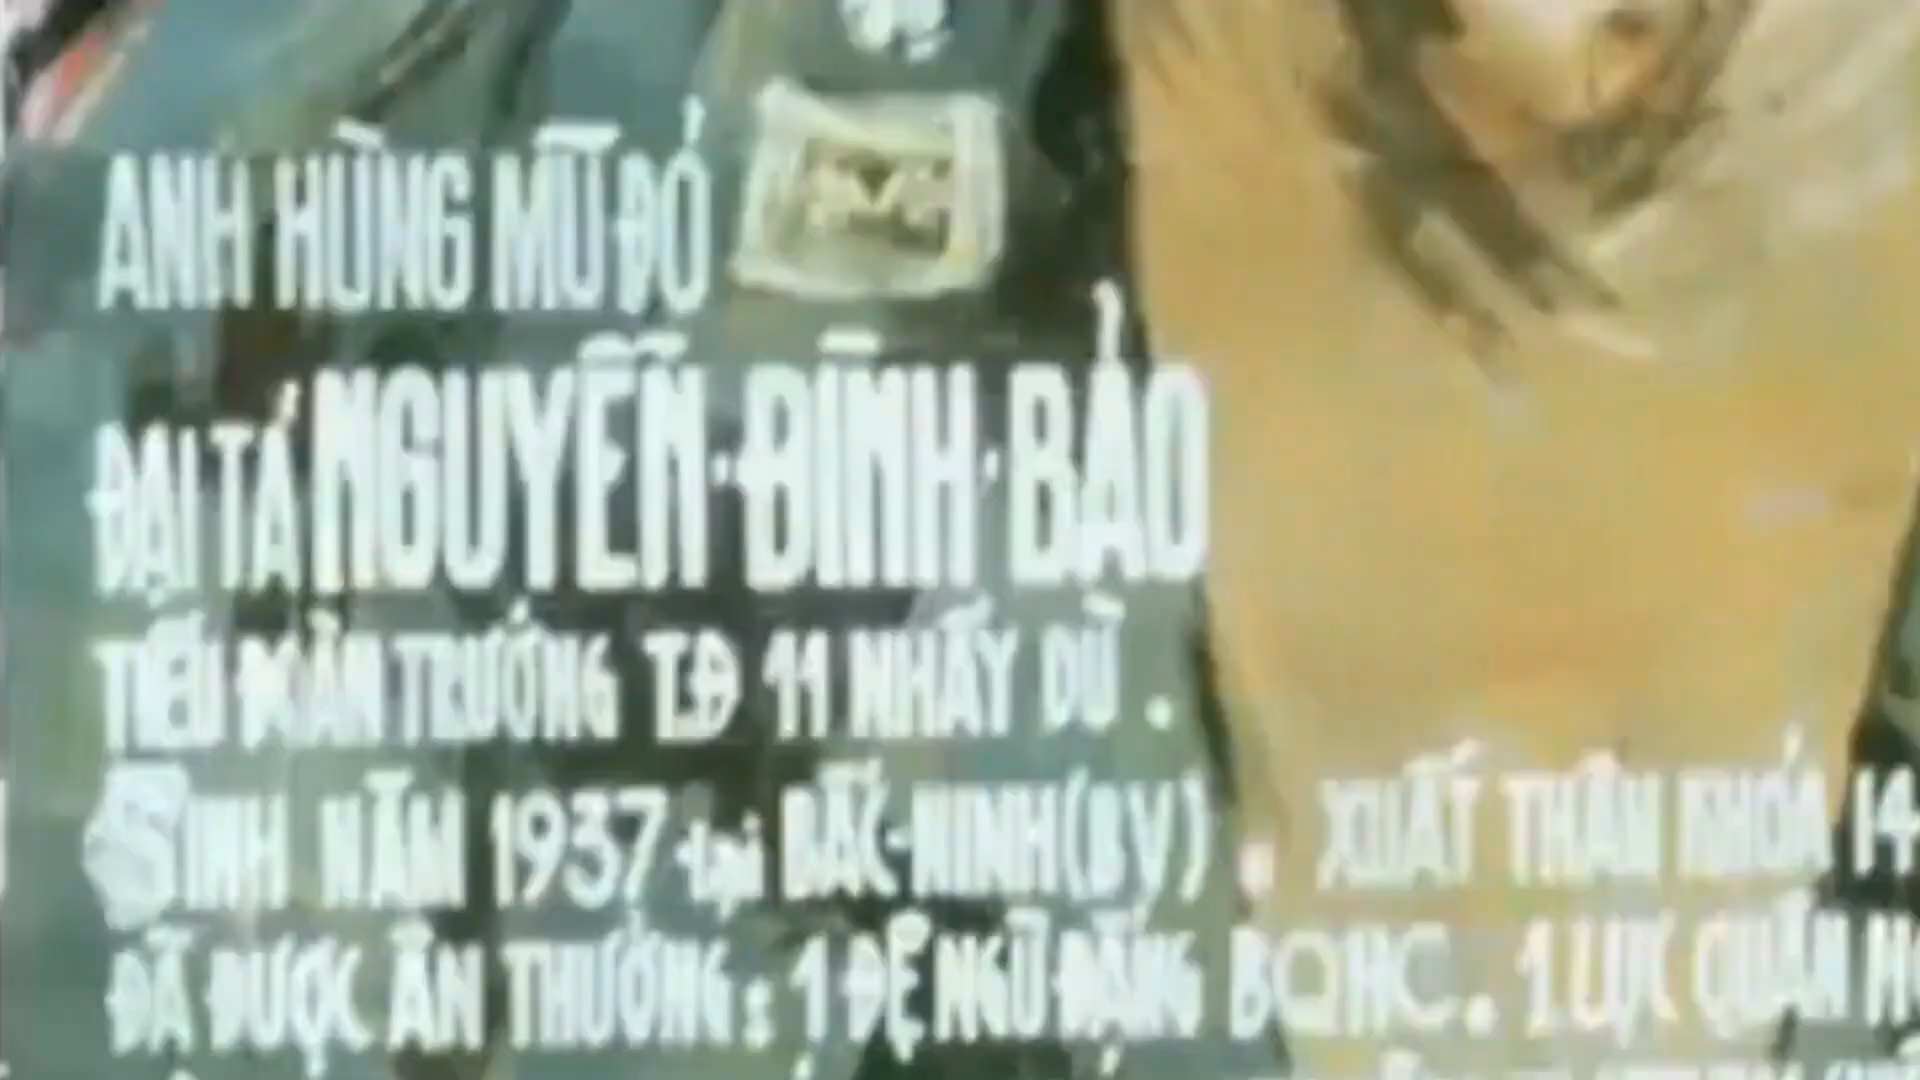 ANH HÙNG MŨ ĐỎ
ĐẠI TÁ NGUYỄN·ĐÌNH·BẢO
TIỂU ĐOÀN TRƯỞNG T.Đ 11 NHẢY DÙ .
SINH NĂM 1937 tại BẮC-NINH(BV) . XUẤT THÂN KHÓA 14
ĐÃ ĐƯỢC ÂN THƯỞNG: 1 ĐỆ NGŨ ĐẲNG BQHC. 1 LỤC QUÂN